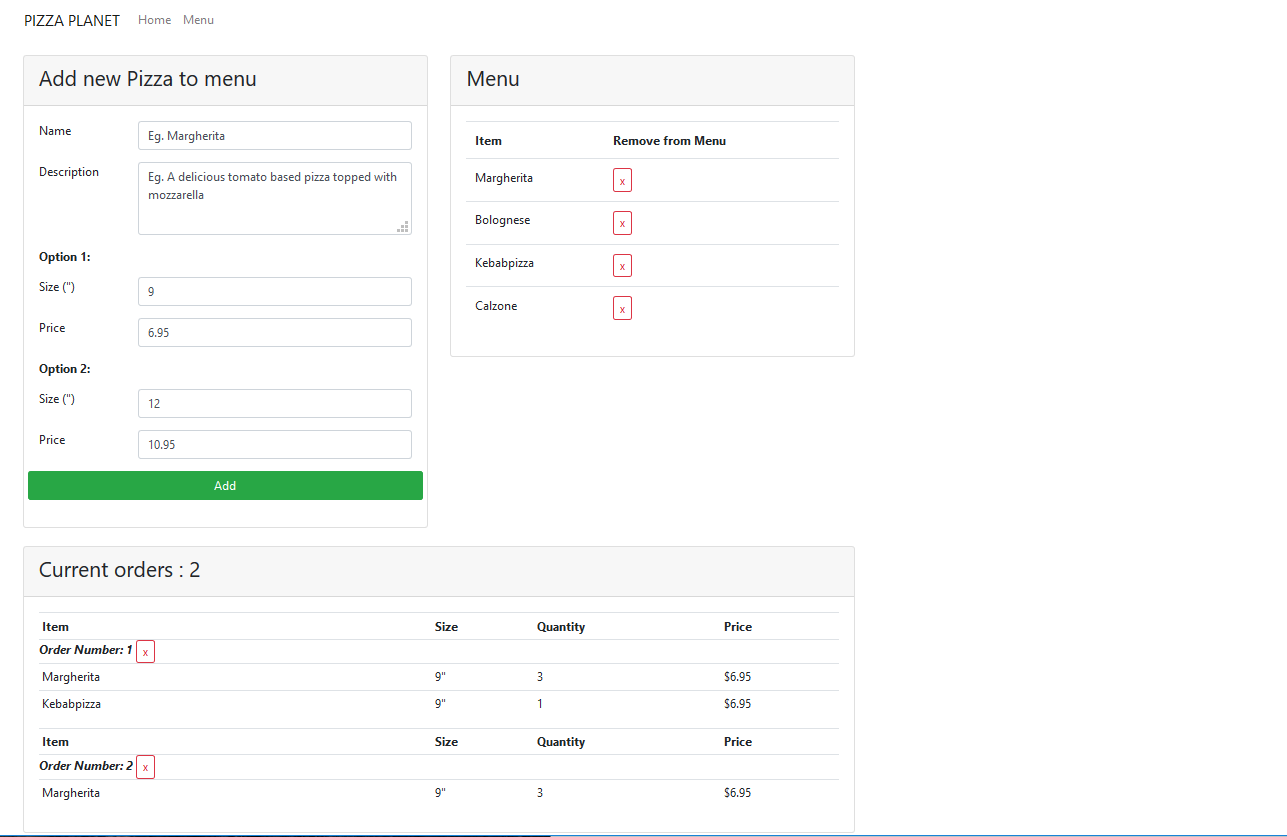 PIZZA PLANET Home Menu
Add new Pizza to menu
Name
Eg. Margherita
Description
Eg. A delicious tomato based pizza topped with
mozzarella
Option 1:
Size (")
9
Price
6.95
Option 2:
Size (")
12
Price
10.95
Add
Menu
Item Remove from Menu
Margherita x
Bolognese x
Kebabpizza x
Calzone x
Current orders : 2
Item Size Quantity Price
Order Number: 1 x
Margherita 9" 3 $6.95
Kebabpizza 9" 1 $6.95
Item Size Quantity Price
Order Number: 2 x
Margherita 9" 3 $6.95